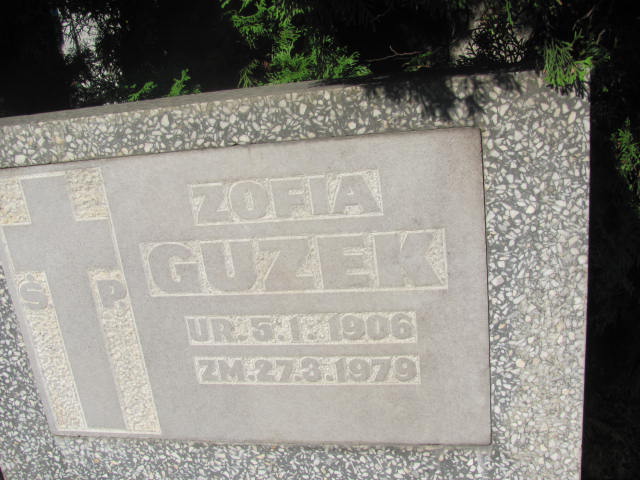 Ś P.
ZOFIA
GUZEK
UR. 5.1. 1906
ZM. 27.3.1979